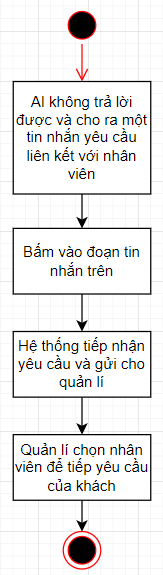 AI không trả lời
được và cho ra một
tin nhắn yêu cầu
liên kết với nhân
viên
Bấm vào đoạn tin
nhắn trên
Hệ thống tiếp nhận
yêu cầu và gửi cho
quản lí
Quản lí chọn nhân
viên để tiếp yêu cầu
của khách